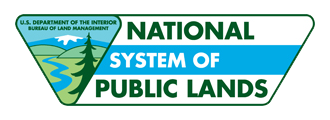 U.S. DEPARTMENT OF THE INTERIOR
BUREAU OF LAND MANAGEMENT
NATIONAL
SYSTEM OF
PUBLIC LANDS